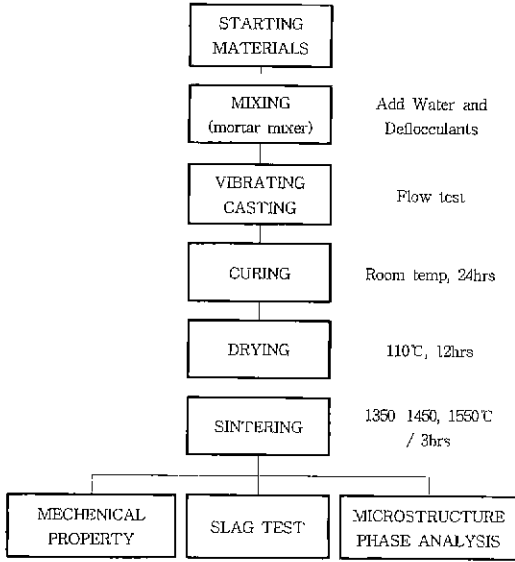 STARTING
MATERIALS
MIXING
(mortar mixer)
Add Water and
Deflocculants
VIBRATING
CASTING
Flow test
CURING
Room temp, 24hrs
DRYING
110℃, 12hrs
SINTERING
1350 1450, 1550℃
/ 3hrs
MECHENICAL
PROPERTY
SLAG TEST
MICROSTRUCTURE
PHASE ANALYSIS